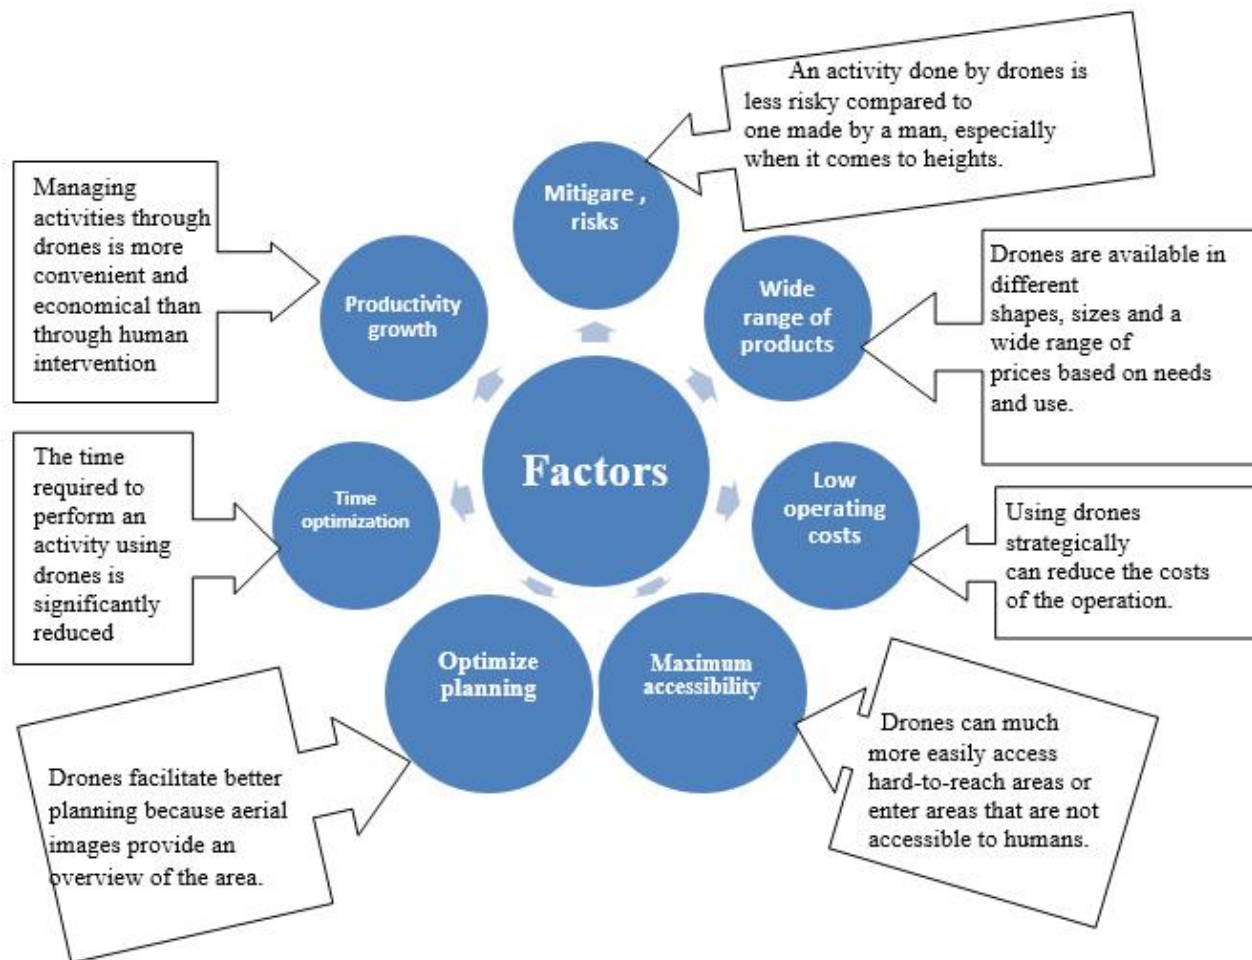 An activity done by drones is
less risky compared to
one made by a man, especially
when it comes to heights.
Mitigare ,
risks
Managing
activities through
drones is more
convenient and
economical than
through human
intervention
Productivity
growth
Wide
range of
products
Drones are available in
different
shapes, sizes and a
wide range of
prices based on needs
and use.
Factors
The time
required to
perform an
activity using
drones is
significantly
reduced
Time
optimization
Low
operating
costs
Using drones
strategically
can reduce the costs
of the operation.
Optimize
planning
Maximum
accessibility
Drones facilitate better
planning because aerial
images provide an
overview of the area.
Drones can much
more easily access
hard-to-reach areas or
enter areas that are not
accessible to humans.